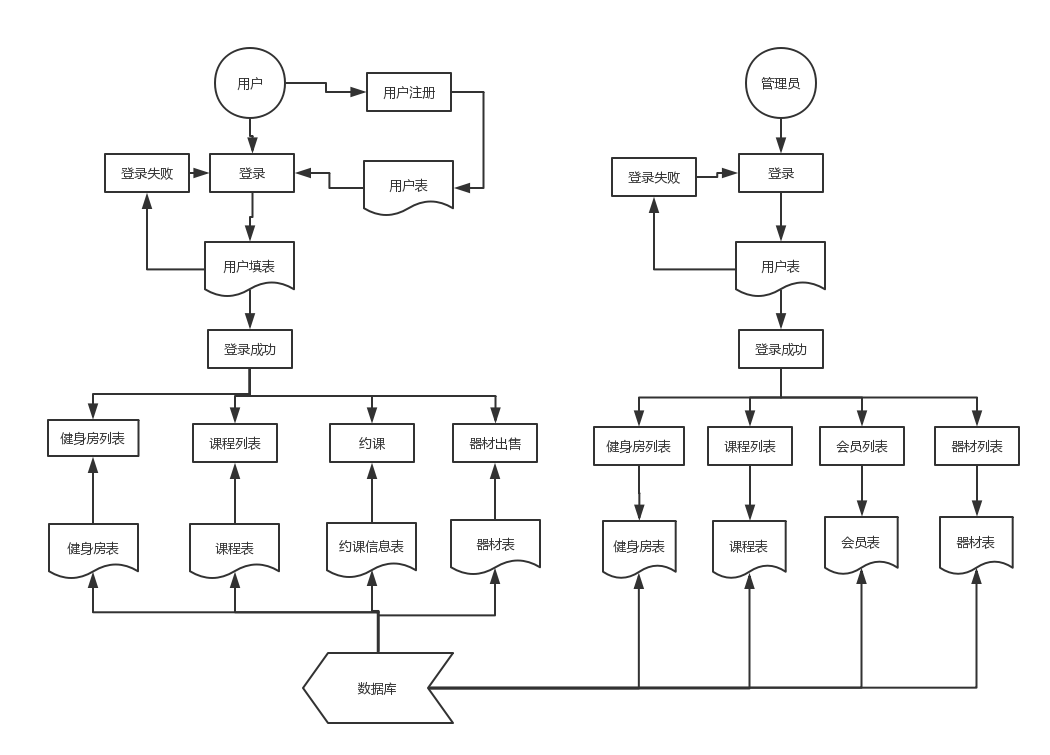 用户
用户注册
管理员
登录失败
登录
用户表
登录失败
登录
用户填表
用户表
登录成功
登录成功
健身房列表
课程列表
约课
器材出售
健身房列表
课程列表
会员列表
器材列表
健身房表
课程表
约课信息表
器材表
健身房表
课程表
会员表
器材表
数据库